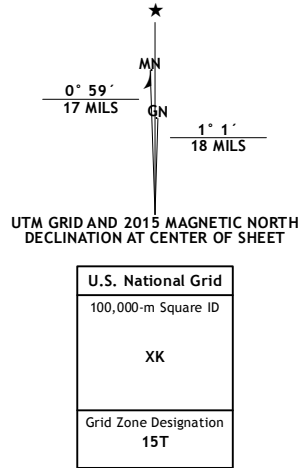 ★
MN
0° 59´
17 MILS
GN
1° 1´
18 MILS
UTM GRID AND 2015 MAGNETIC NORTH
DECLINATION AT CENTER OF SHEET
U.S. National Grid
100,000-m Square ID
XK
Grid Zone Designation
15T